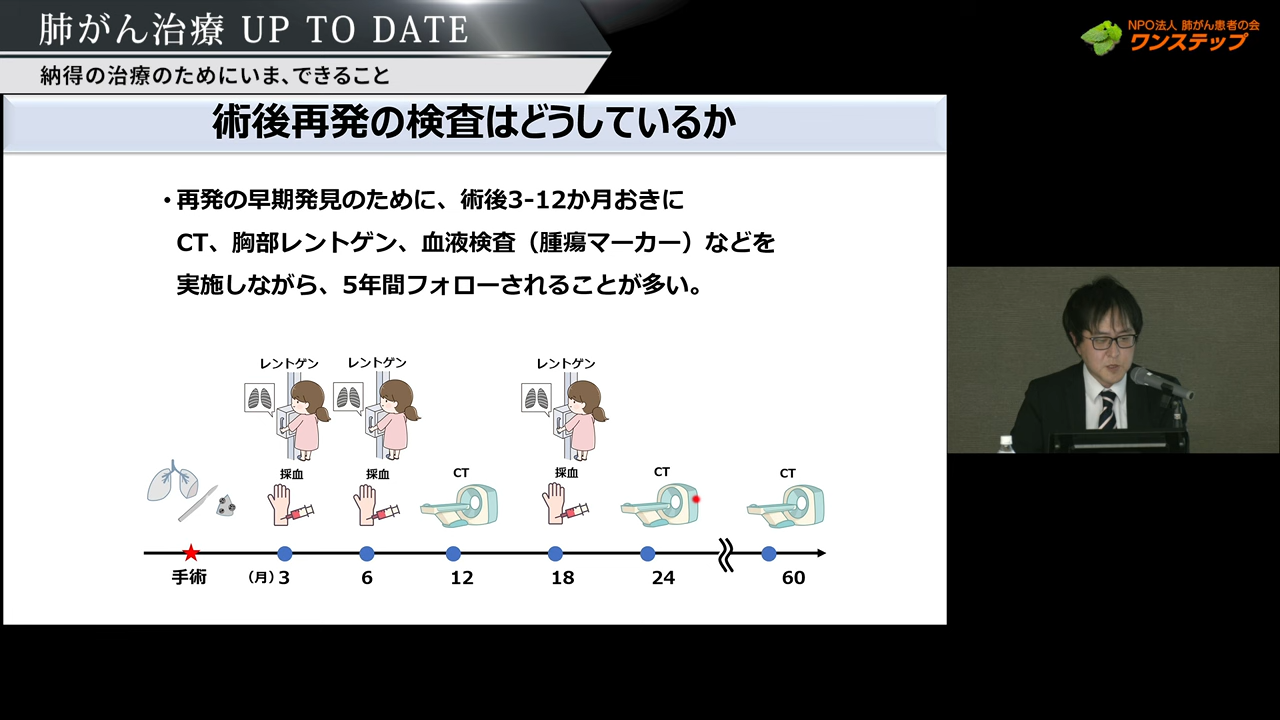 肺がん治療 UP TO DATE
納得の治療のためにいま、できること
NPO法人 肺がん患者の会
ワンステップ
術後再発の検査はどうしているか
・再発の早期発見のために、術後3-12か月おきに
CT、胸部レントゲン、血液検査（腫瘍マーカー）などを
実施しながら、5年間フォローされることが多い。
レントゲン レントゲン レントゲン
採血 採血 CT 採血 CT CT
手術 （月）3 6 12 18 24 60